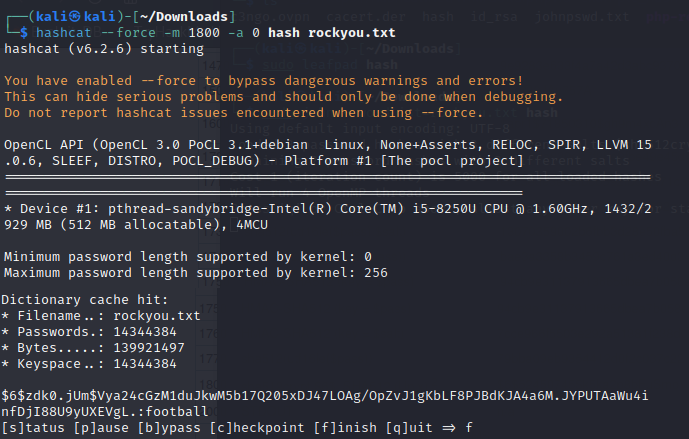 (kali㉿kali)-[~/Downloads]
$ hashcat --force -m 1800 -a 0 hash rockyou.txt
hashcat (v6.2.6) starting
You have enabled --force to bypass dangerous warnings and errors!
This can hide serious problems and should only be done when debugging.
Do not report hashcat issues encountered when using --force.
OpenCL API (OpenCL 3.0 PoCL 3.1+debian  Linux, None+Asserts, RELOC, SPIR, LLVM 15
.0.6, SLEEF, DISTRO, POCL_DEBUG) - Platform #1 [The pocl project]
* Device #1: pthread-sandybridge-Intel(R) Core(TM) i5-8250U CPU @ 1.60GHz, 1432/2
929 MB (512 MB allocatable), 4MCU
Minimum password length supported by kernel: 0
Maximum password length supported by kernel: 256
Dictionary cache hit:
* Filename..: rockyou.txt
* Passwords.: 14344384
* Bytes.....: 139921497
* Keyspace..: 14344384
$6$zdk0.jUm$Vya24cGzM1duJkwM5b17Q205xDJ47LOAg/OpZvJ1gKbLF8PJBdKJA4a6M.JYPUTAaWu4i
nfDjI88U9yUXEVgL.:football
[s]tatus [p]ause [b]ypass [c]heckpoint [f]inish [q]uit => f